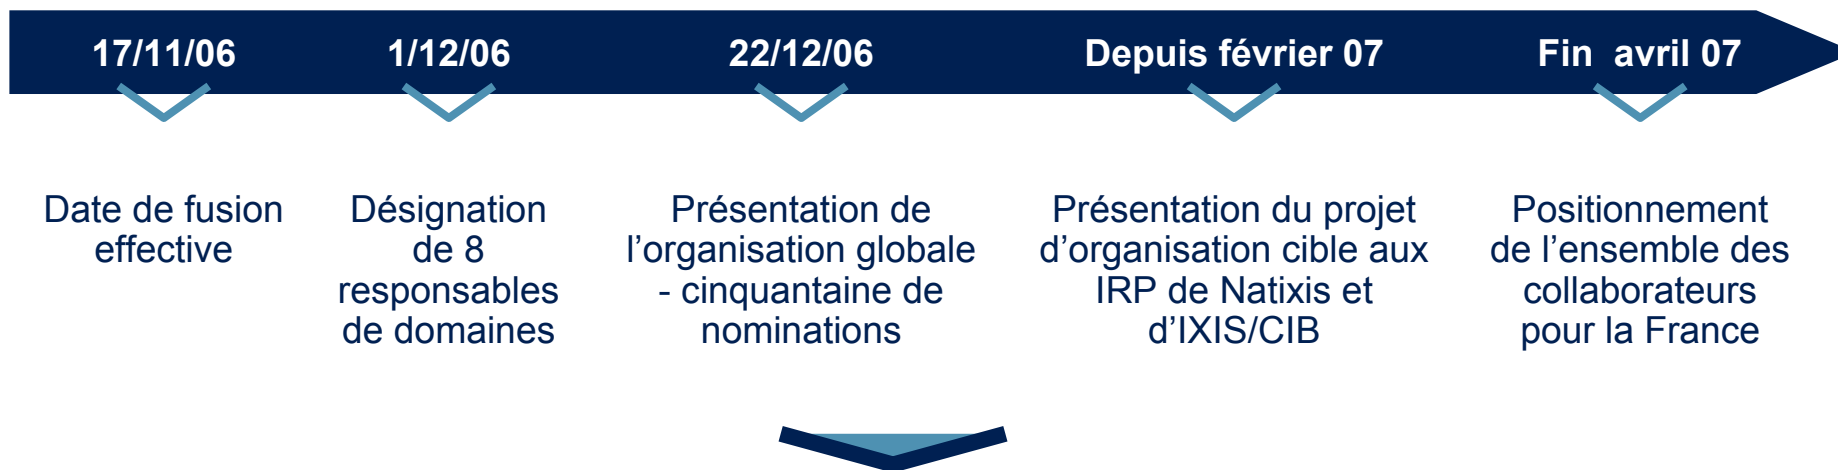 17/11/06
1/12/06
22/12/06
Depuis février 07
Fin avril 07
Date de fusion
effective
Désignation
de 8
responsables
de domaines
Présentation de
l’organisation globale
- cinquantaine de
nominations
Présentation du projet
d’organisation cible aux
IRP de Natixis et
d’IXIS/CIB
Positionnement
de l’ensemble des
collaborateurs
pour la France